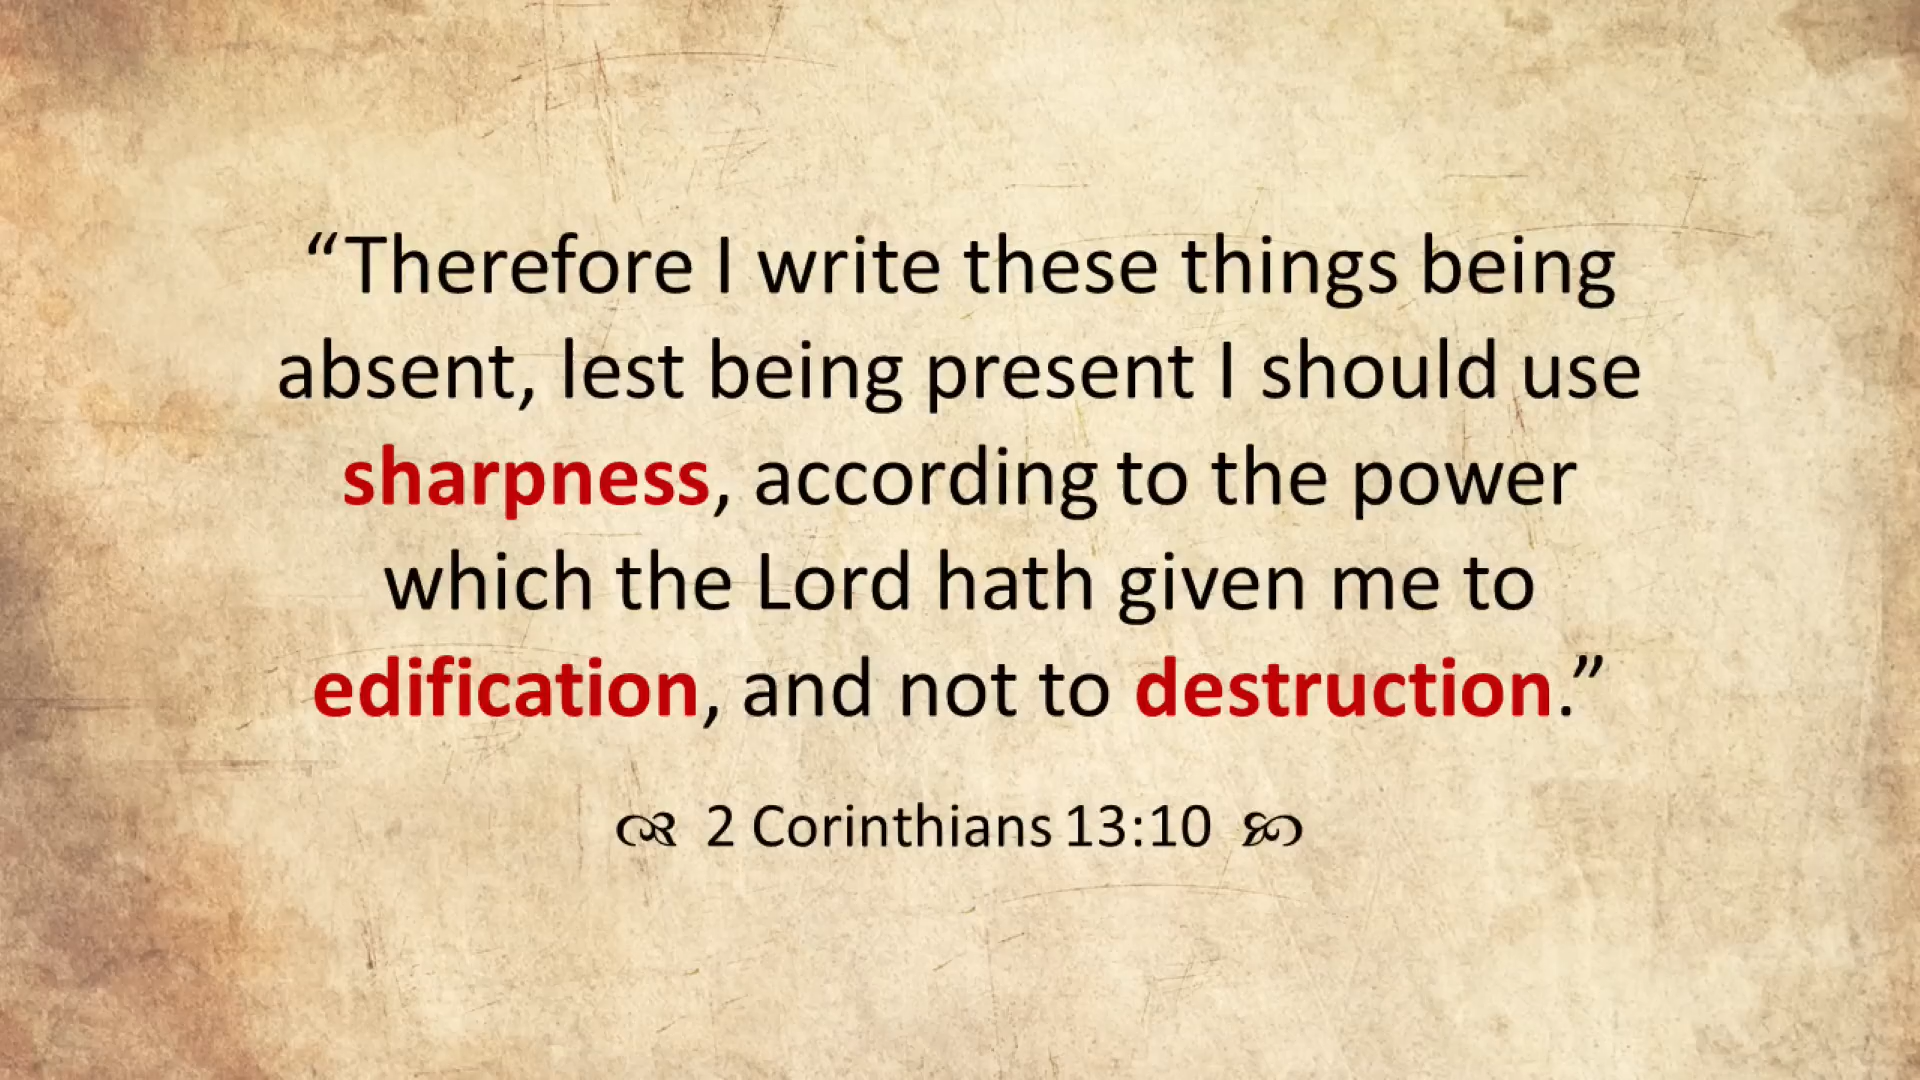 “Therefore I write these things being
absent, lest being present I should use
sharpness, according to the power
which the Lord hath given me to
edification, and not to destruction.”
2 Corinthians 13:10